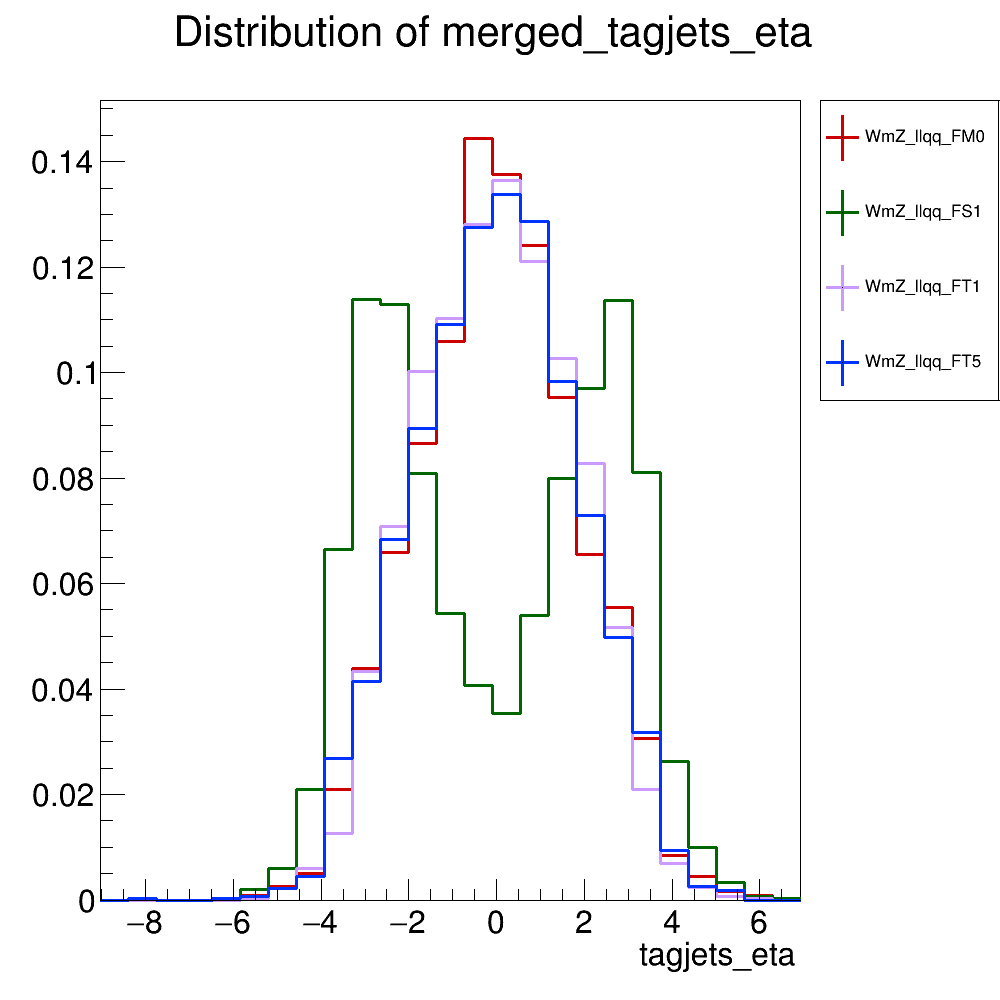 Distribution of merged_tagjets_eta
WmZ_llqq_FM0
WmZ_llqq_FS1
WmZ_llqq_FT1
WmZ_llqq_FT5
0.14
0.12
0.1
0.08
0.06
0.04
0.02
0
−8 −6 −4 −2 0 2 4 6
tagjets_eta